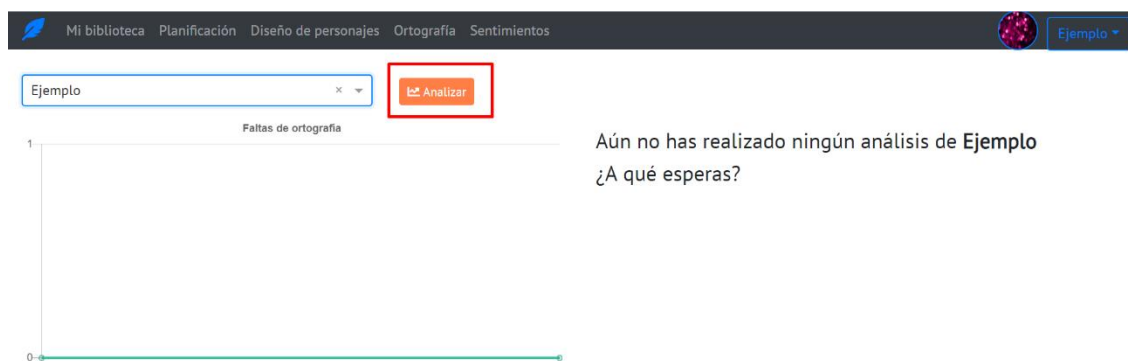 Mi biblioteca Planificación Diseño de personajes Ortografía Sentimientos
Ejemplo
Ejemplo
Analizar
Faltas de ortografia
1
0
Aún no has realizado ningún análisis de Ejemplo
¿A qué esperas?